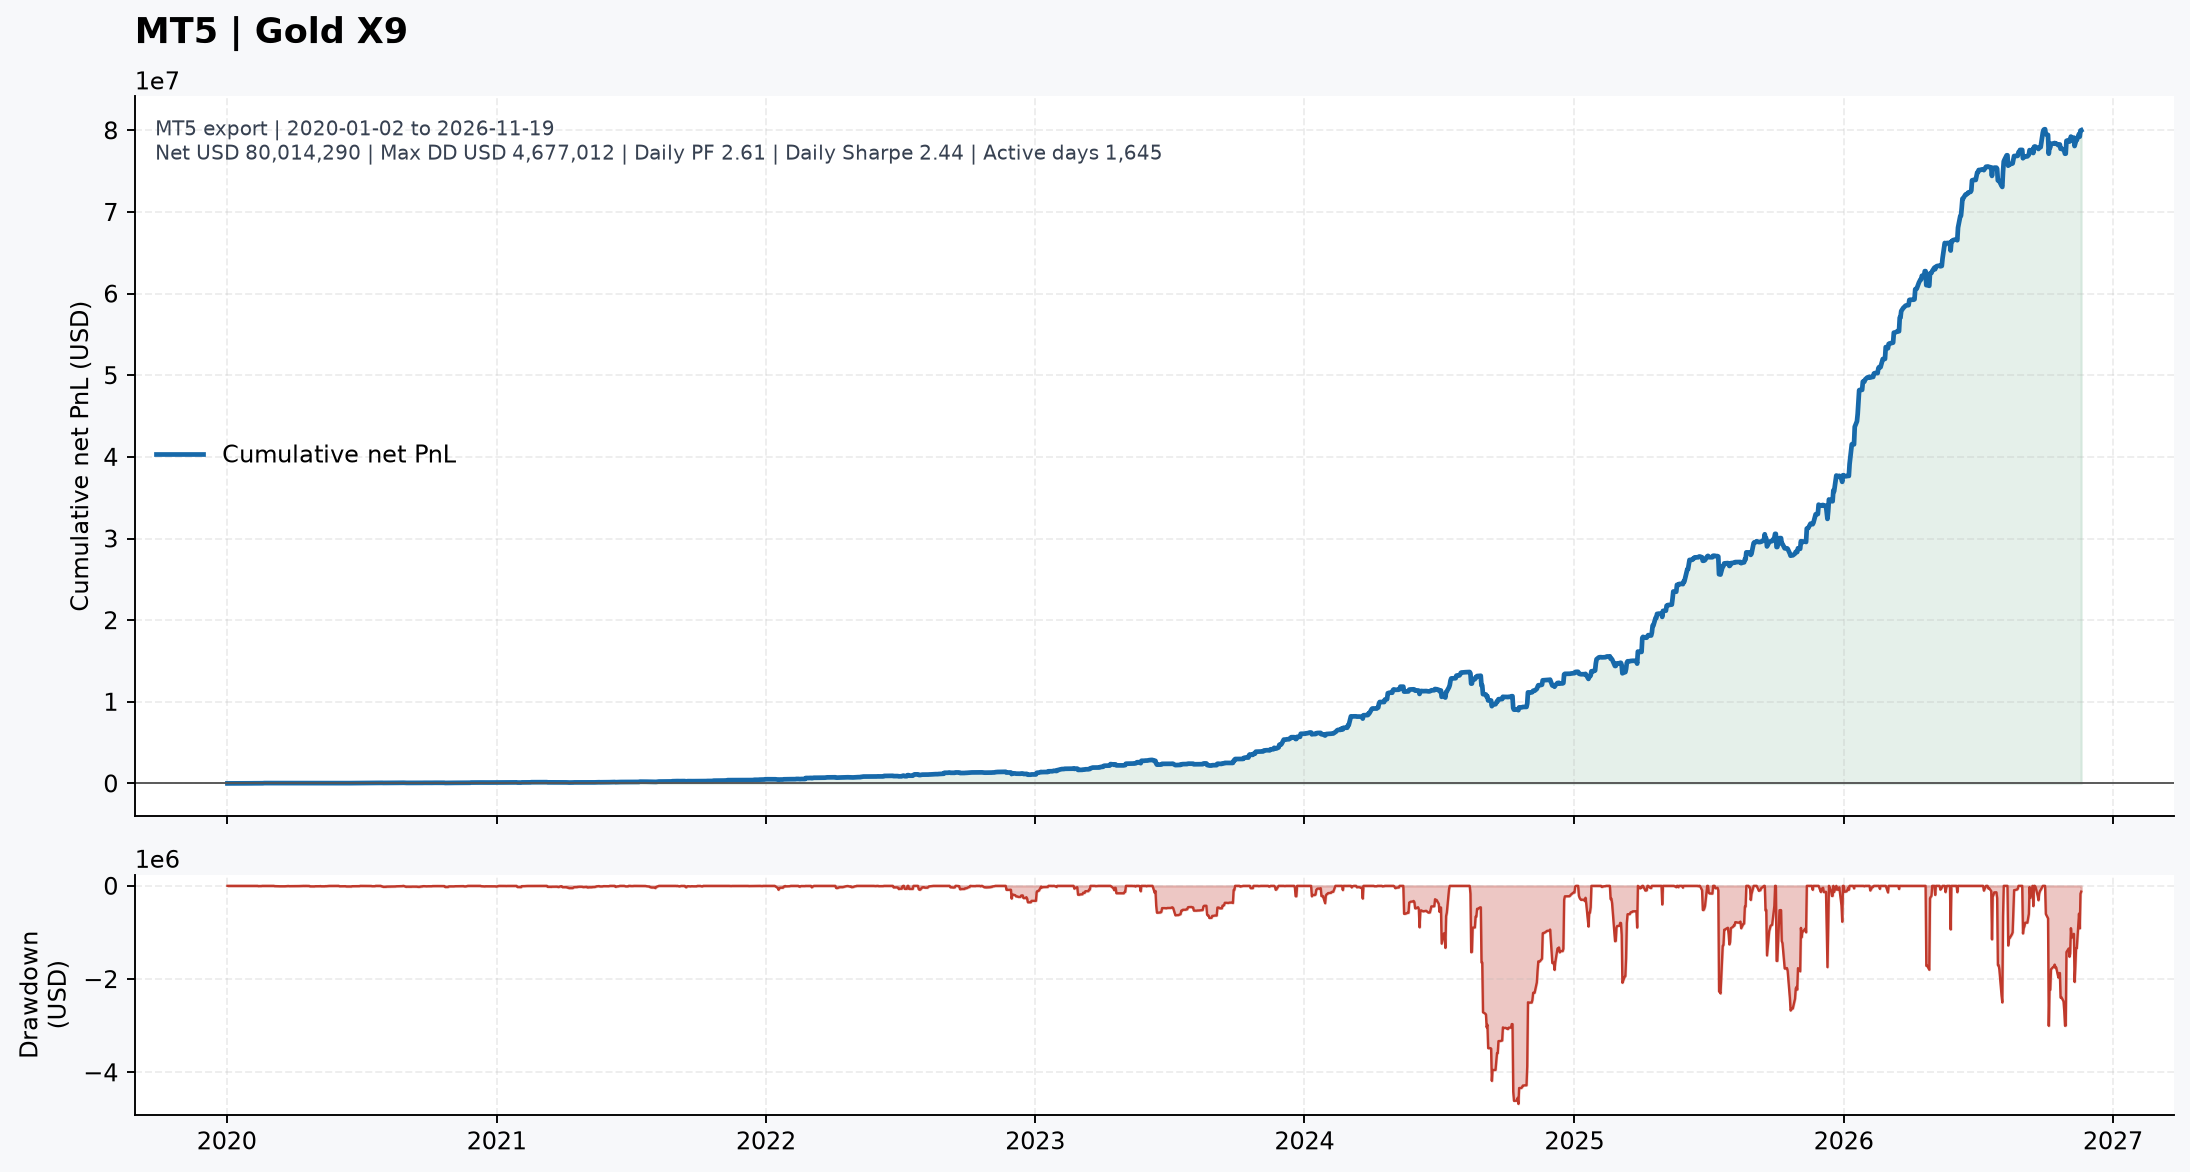 MT5 | Gold X9
1e7
MT5 export | 2020-01-02 to 2026-11-19
Net USD 80,014,290 | Max DD USD 4,677,012 | Daily PF 2.61 | Daily Sharpe 2.44 | Active days 1,645
Cumulative net PnL (USD)
8
7
6
5
4
3
2
1
0
Cumulative net PnL
1e6
Drawdown
(USD)
0
−2
−4
2020 2021 2022 2023 2024 2025 2026 2027